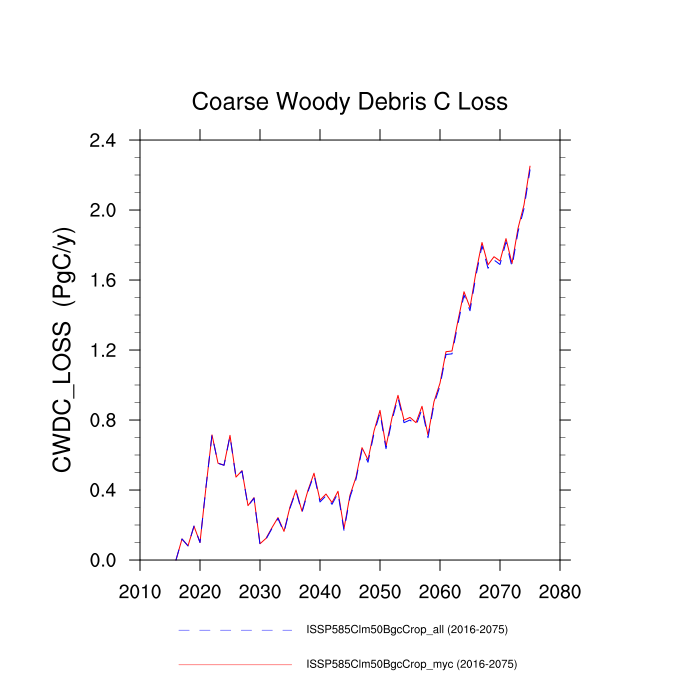 Coarse Woody Debris C Loss
CWDC_LOSS (PgC/y)
2.4
2.0
1.6
1.2
0.8
0.4
0.0
2010 2020 2030 2040 2050 2060 2070 2080
ISSP585Clm50BgcCrop_all (2016-2075)
ISSP585Clm50BgcCrop_myc (2016-2075)